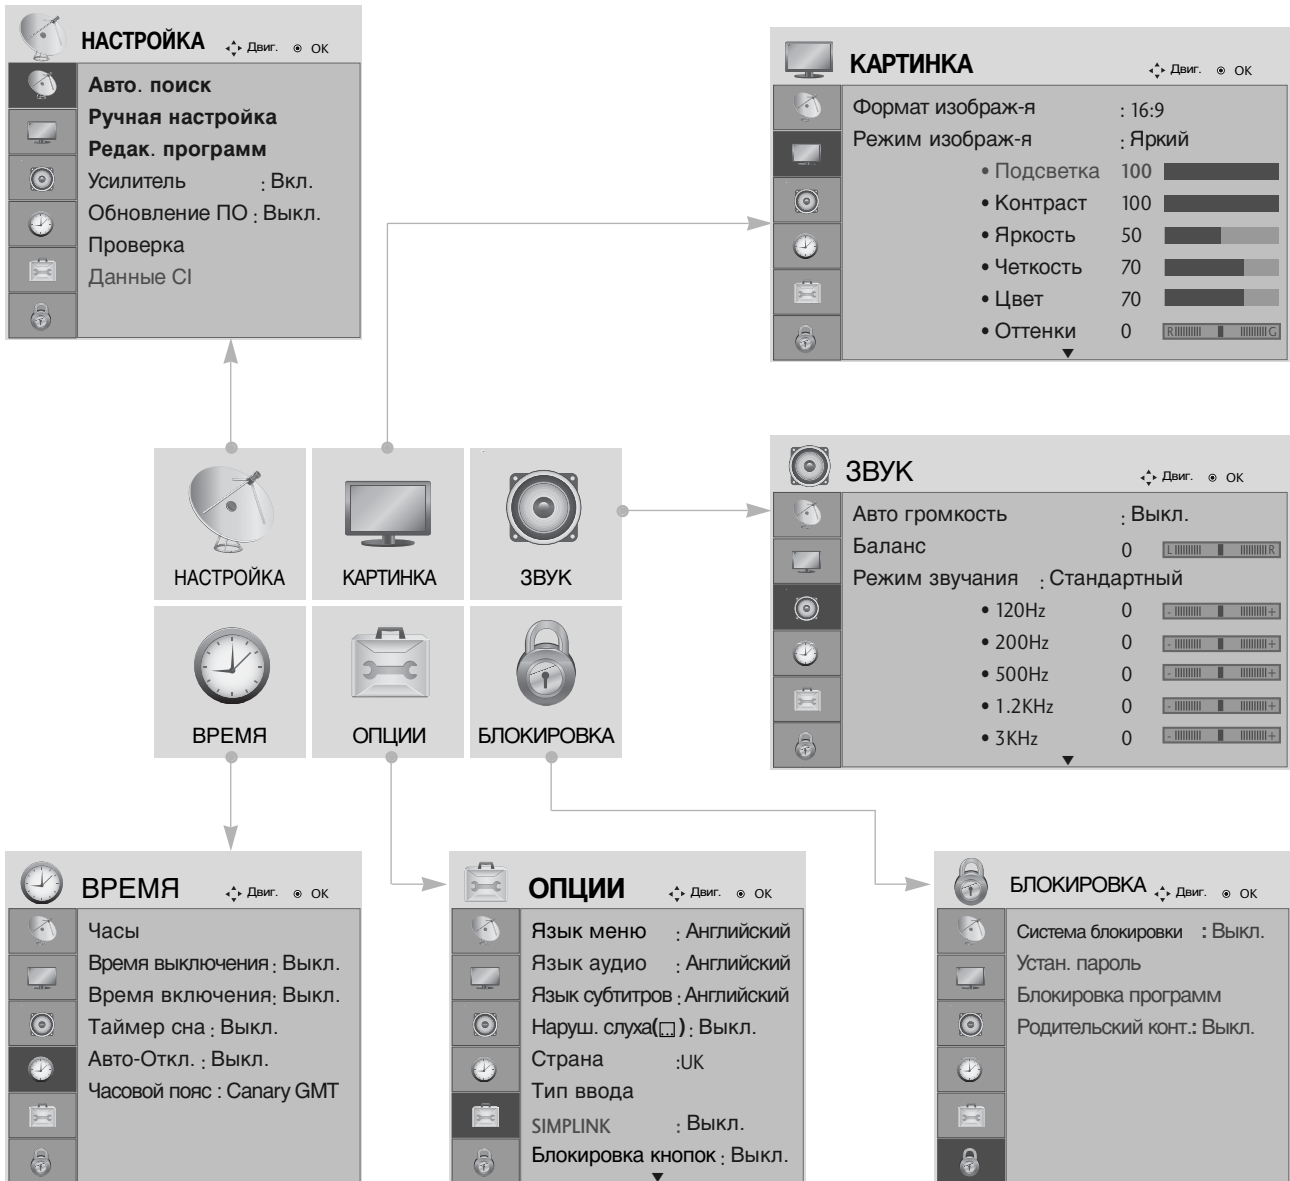 НАСТРОЙКА Двиг. ОК
Авто. поиск
Ручная настройка
Редак. программ
Усилитель : Вкл.
Обновление ПО : Выкл.
Проверка
Данные CI
КАРТИНКА Двиг. ОК
Формат изображ-я : 16:9
Режим изображ-я : Яркий
• Подсветка 100
• Контраст 100
• Яркость 50
• Четкость 70
• Цвет 70
• Оттенки 0 R G
НАСТРОЙКА КАРТИНКА ЗВУК
ВРЕМЯ ОПЦИИ БЛОКИРОВКА
ЗВУК Двиг. ОК
Авто громкость : Выкл.
Баланс 0 L R
Режим звучания : Стандартный
• 120Hz 0 - +
• 200Hz 0 - +
• 500Hz 0 - +
• 1.2KHz 0 - +
• 3KHz 0 - +
ВРЕМЯ Двиг. ОК
Часы
Время выключения : Выкл.
Время включения: Выкл.
Таймер сна : Выкл.
Авто-Откл. : Выкл.
Часовой пояс : Canary GMT
ОПЦИИ Двиг. ОК
Язык меню : Английский
Язык аудио : Английский
Язык субтитров : Английский
Наруш. слуха( ) : Выкл.
Страна :UK
Тип ввода
SIMPLINK : Выкл.
Блокировка кнопок : Выкл.
БЛОКИРОВКА Двиг. ОК
Система блокировки : Выкл.
Устан. пароль
Блокировка программ
Родительский конт.: Выкл.